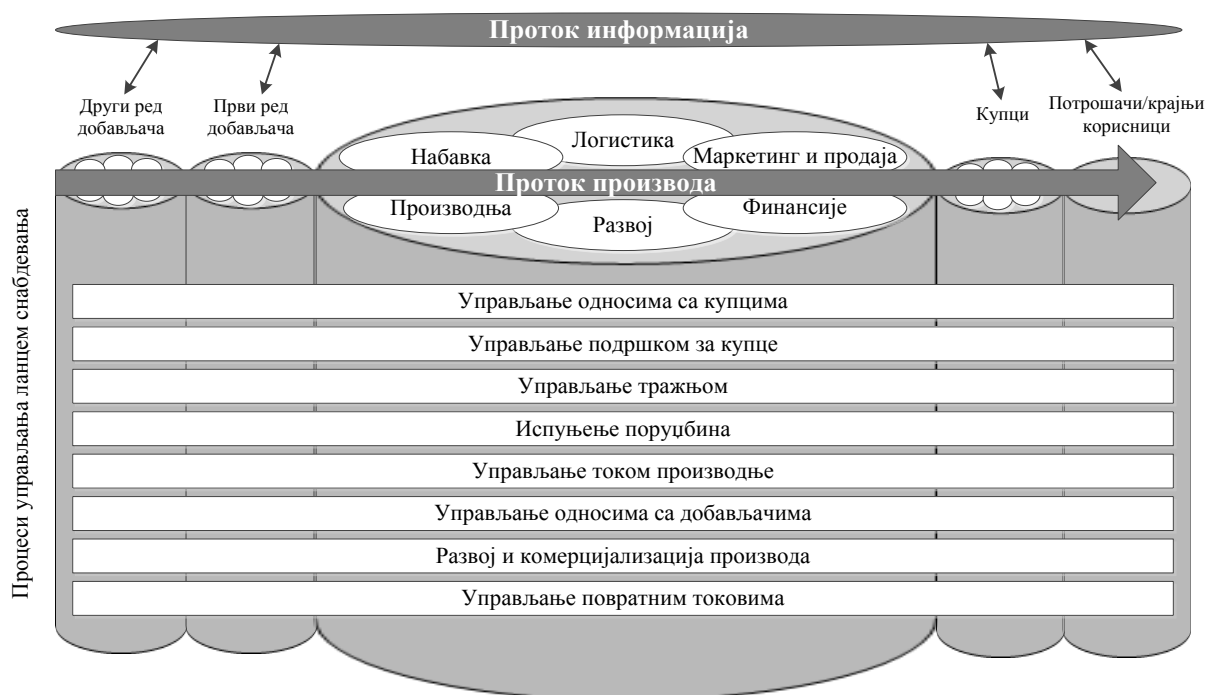 Проток информација
Други ред
добављача
Први ред
добављача
Купци
Потрошачи/крајњи
корисници
Логистика
Набавка
Маркетинг и продаја
Проток производа
Производња
Развој
Финансије
Процеси управљања ланцем снабдевања
Управљање односима са купцима
Управљање подршком за купце
Управљање тражњом
Испуњење поруџбина
Управљање током производње
Управљање односима са добављачима
Развој и комерцијализација производа
Управљање повратним токовима